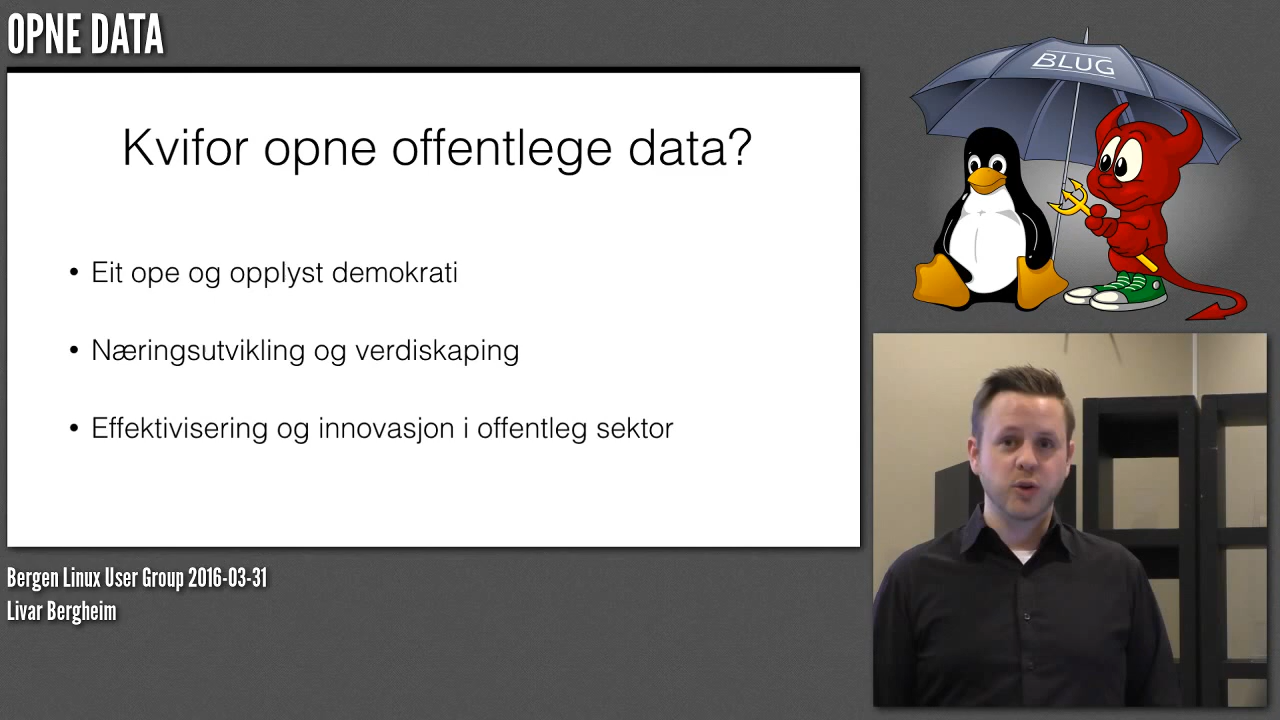 OPNE DATA
BLUG
Kvifor opne offentlege data?
• Eit ope og opplyst demokrati
• Næringsutvikling og verdiskaping
• Effektivisering og innovasjon i offentleg sektor
Bergen Linux User Group 2016-03-31
Livar Bergheim